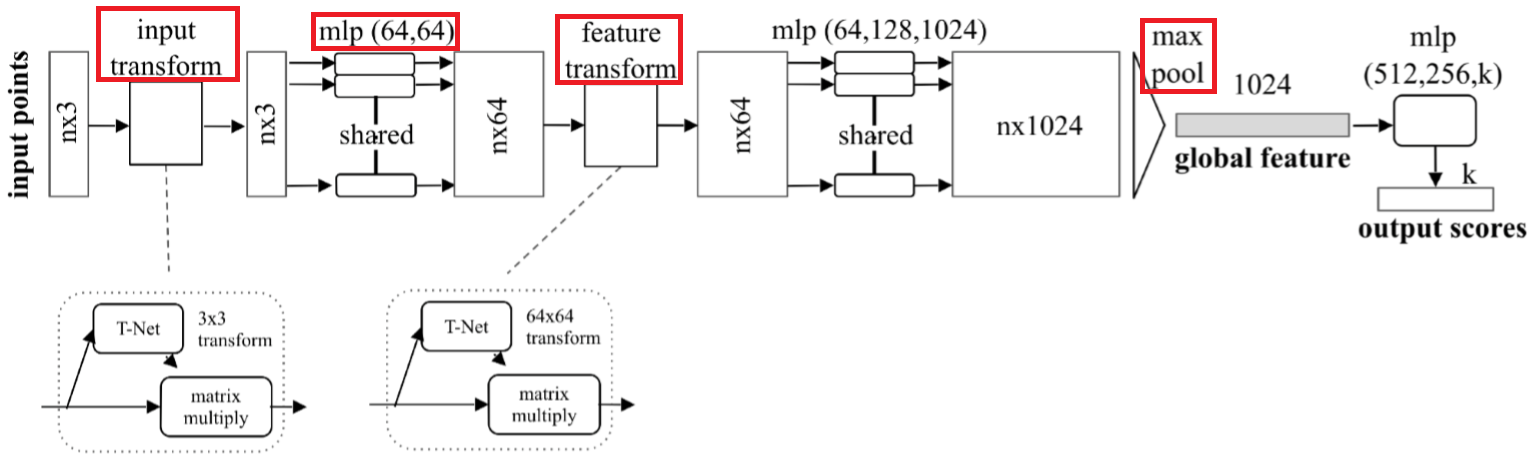 input points
nx3
input
transform
nx3
mlp (64,64)
shared
nx64
feature
transform
nx64
mlp (64,128,1024)
shared
nx1024
max
pool
1024
global feature
mlp
(512,256,k)
k
output scores
T-Net
3x3
transform
matrix
multiply
T-Net
64x64
transform
matrix
multiply